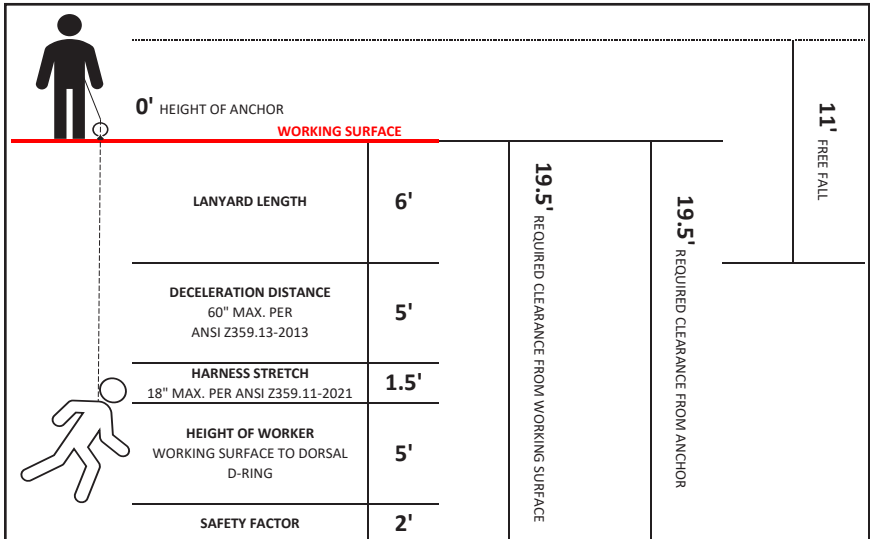 0' HEIGHT OF ANCHOR
WORKING SURFACE
LANYARD LENGTH
6'
DECELERATION DISTANCE
60" MAX. PER
ANSI Z359.13-2013
5'
HARNESS STRETCH
18" MAX. PER ANSI Z359.11-2021
1.5'
HEIGHT OF WORKER
WORKING SURFACE TO DORSAL
D-RING
5'
SAFETY FACTOR
2'
19.5' REQUIRED CLEARANCE FROM WORKING SURFACE
19.5' REQUIRED CLEARANCE FROM ANCHOR
11' FREE FALL